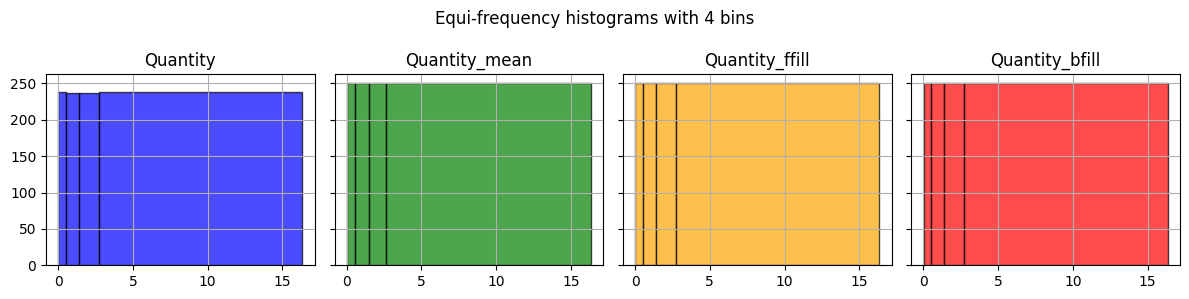 Equi-frequency histograms with 4 bins
Quantity
Quantity_mean
Quantity_ffill
Quantity_bfill
250
200
150
100
50
0
0 5 10 15
0 5 10 15
0 5 10 15
0 5 10 15